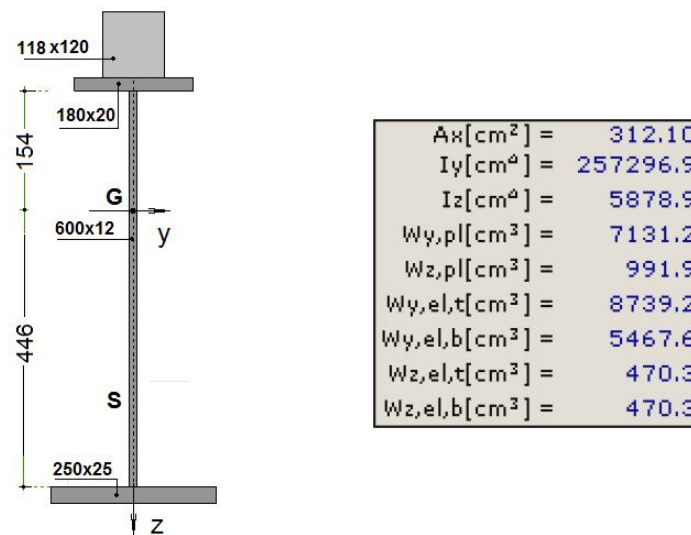 118 x120
180x20
154
G
600x12
y
446
S
250x25
z
Ax[cm²] = 312.10
Iy[cm⁴] = 257296.9
Iz[cm⁴] = 5878.9
Wy,pl[cm³] = 7131.2
Wz,pl[cm³] = 991.9
Wy,el,t[cm³] = 8739.2
Wy,el,b[cm³] = 5467.6
Wz,el,t[cm³] = 470.3
Wz,el,b[cm³] = 470.3